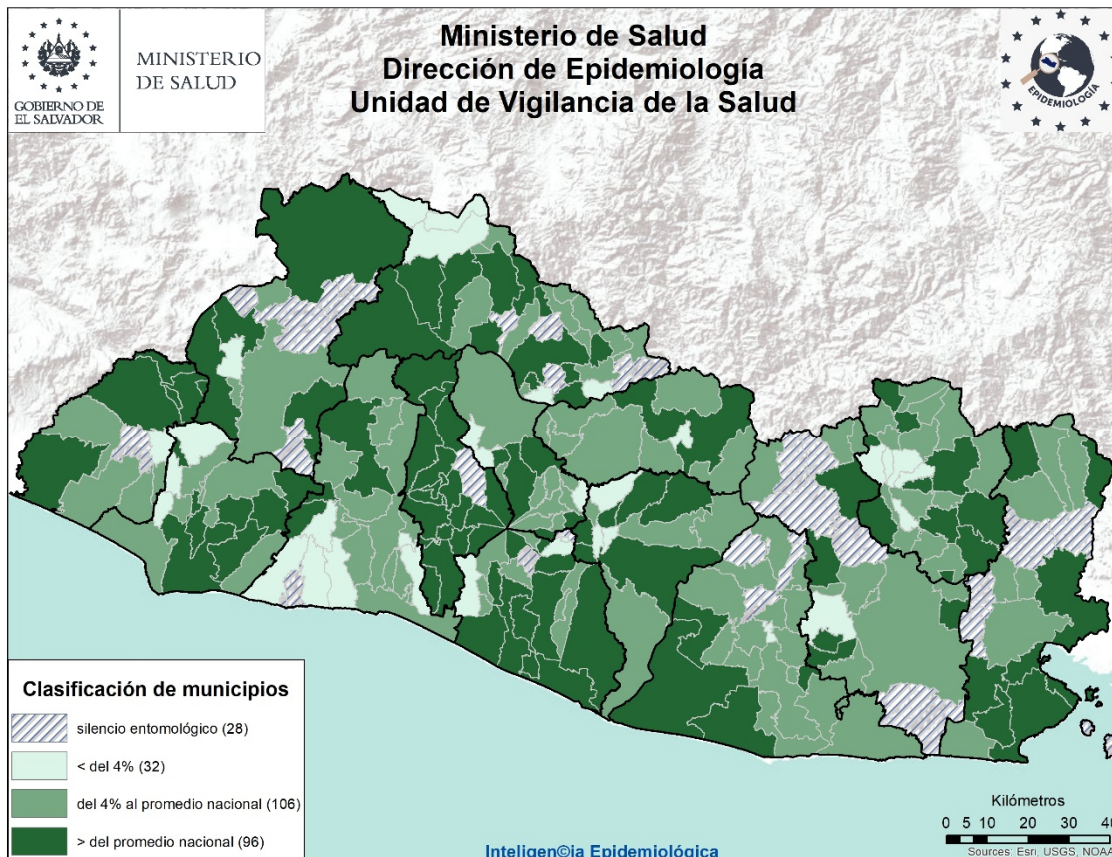 GOBIERNO DE
EL SALVADOR
MINISTERIO
DE SALUD
Ministerio de Salud
Dirección de Epidemiología
Unidad de Vigilancia de la Salud
EPIDEMIOLOGÍA
Clasificación de municipios
silencio entomológico (28)
< del 4% (32)
del 4% al promedio nacional (106)
> del promedio nacional (96)
Kilómetros
0 5 10 20 30 40
Sources: Esri, USGS, NOAA
Inteligen©ia Epidemiológica